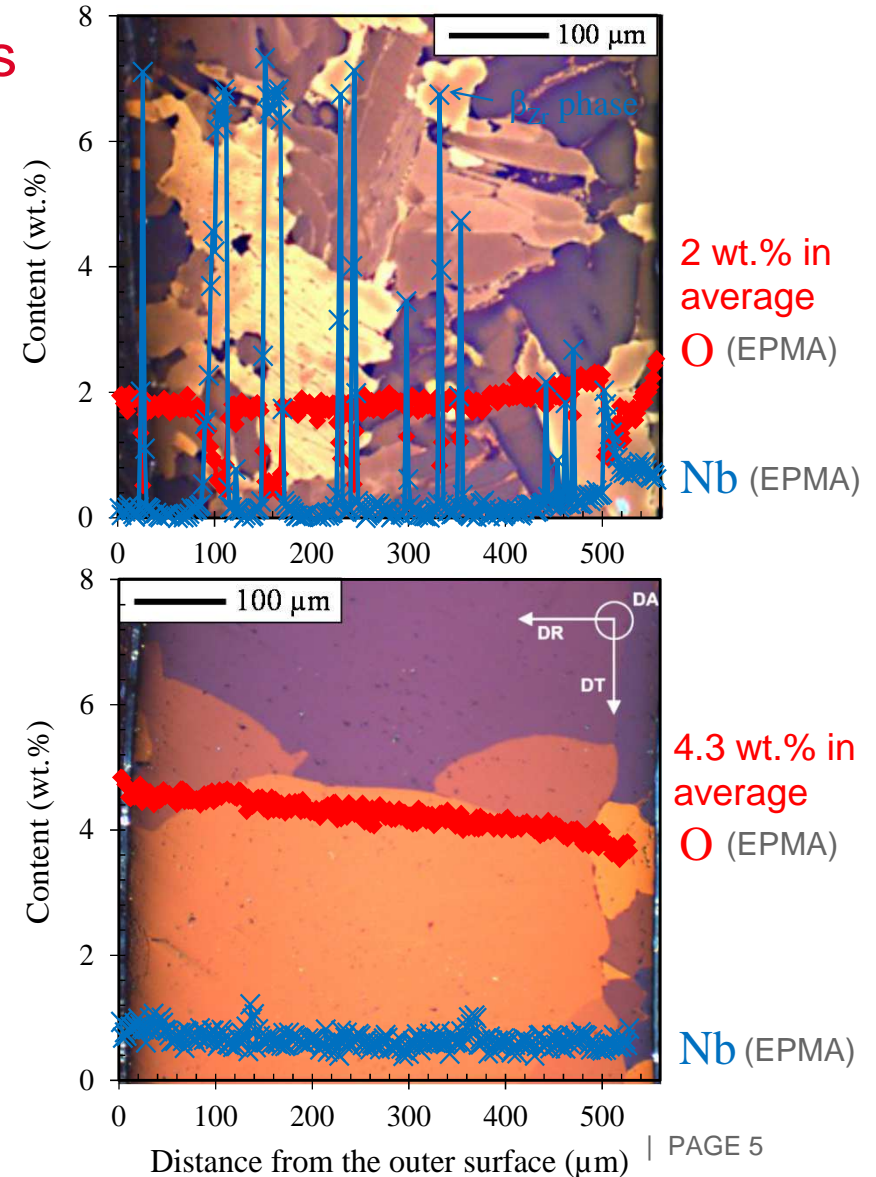 s
8
6
4
2
0
Content (wt.%)
100 µm
βZr phase
2 wt.% in
average
O (EPMA)
Nb (EPMA)
0 100 200 300 400 500
8
6
4
2
0
Content (wt.%)
100 µm
DA
DR
DT
4.3 wt.% in
average
O (EPMA)
Nb (EPMA)
0 100 200 300 400 500
Distance from the outer surface (µm)
| PAGE 5